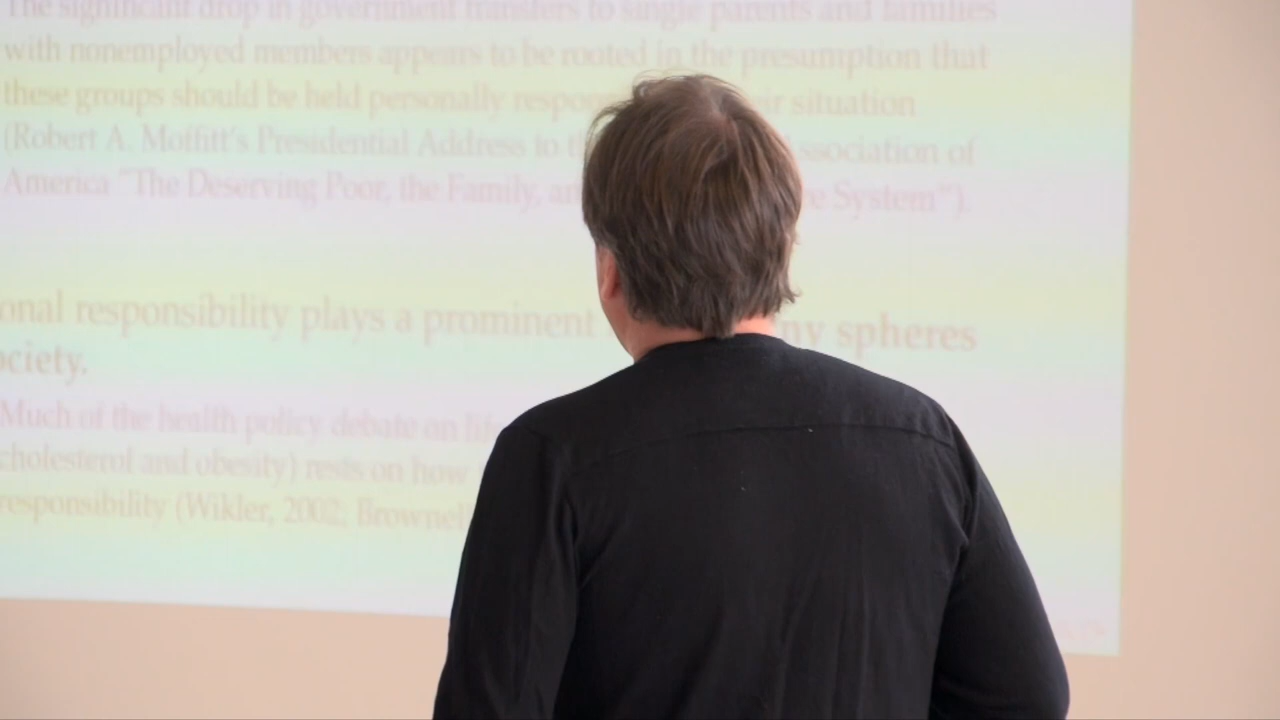 The significant drop in government transfers to single parents and families
with nonemployed members appears to be rooted in the presumption that
these groups should be held personally respon ir situation
(Robert A. Moffitt's Presidential Address to th ssociation of
America "The Deserving Poor, the Family, an e System").
onal responsibility plays a prominent ny spheres
ociety.
Much of the health policy debate on life
cholesterol and obesity) rests on how
responsibility (Wikler, 2002; Brownell